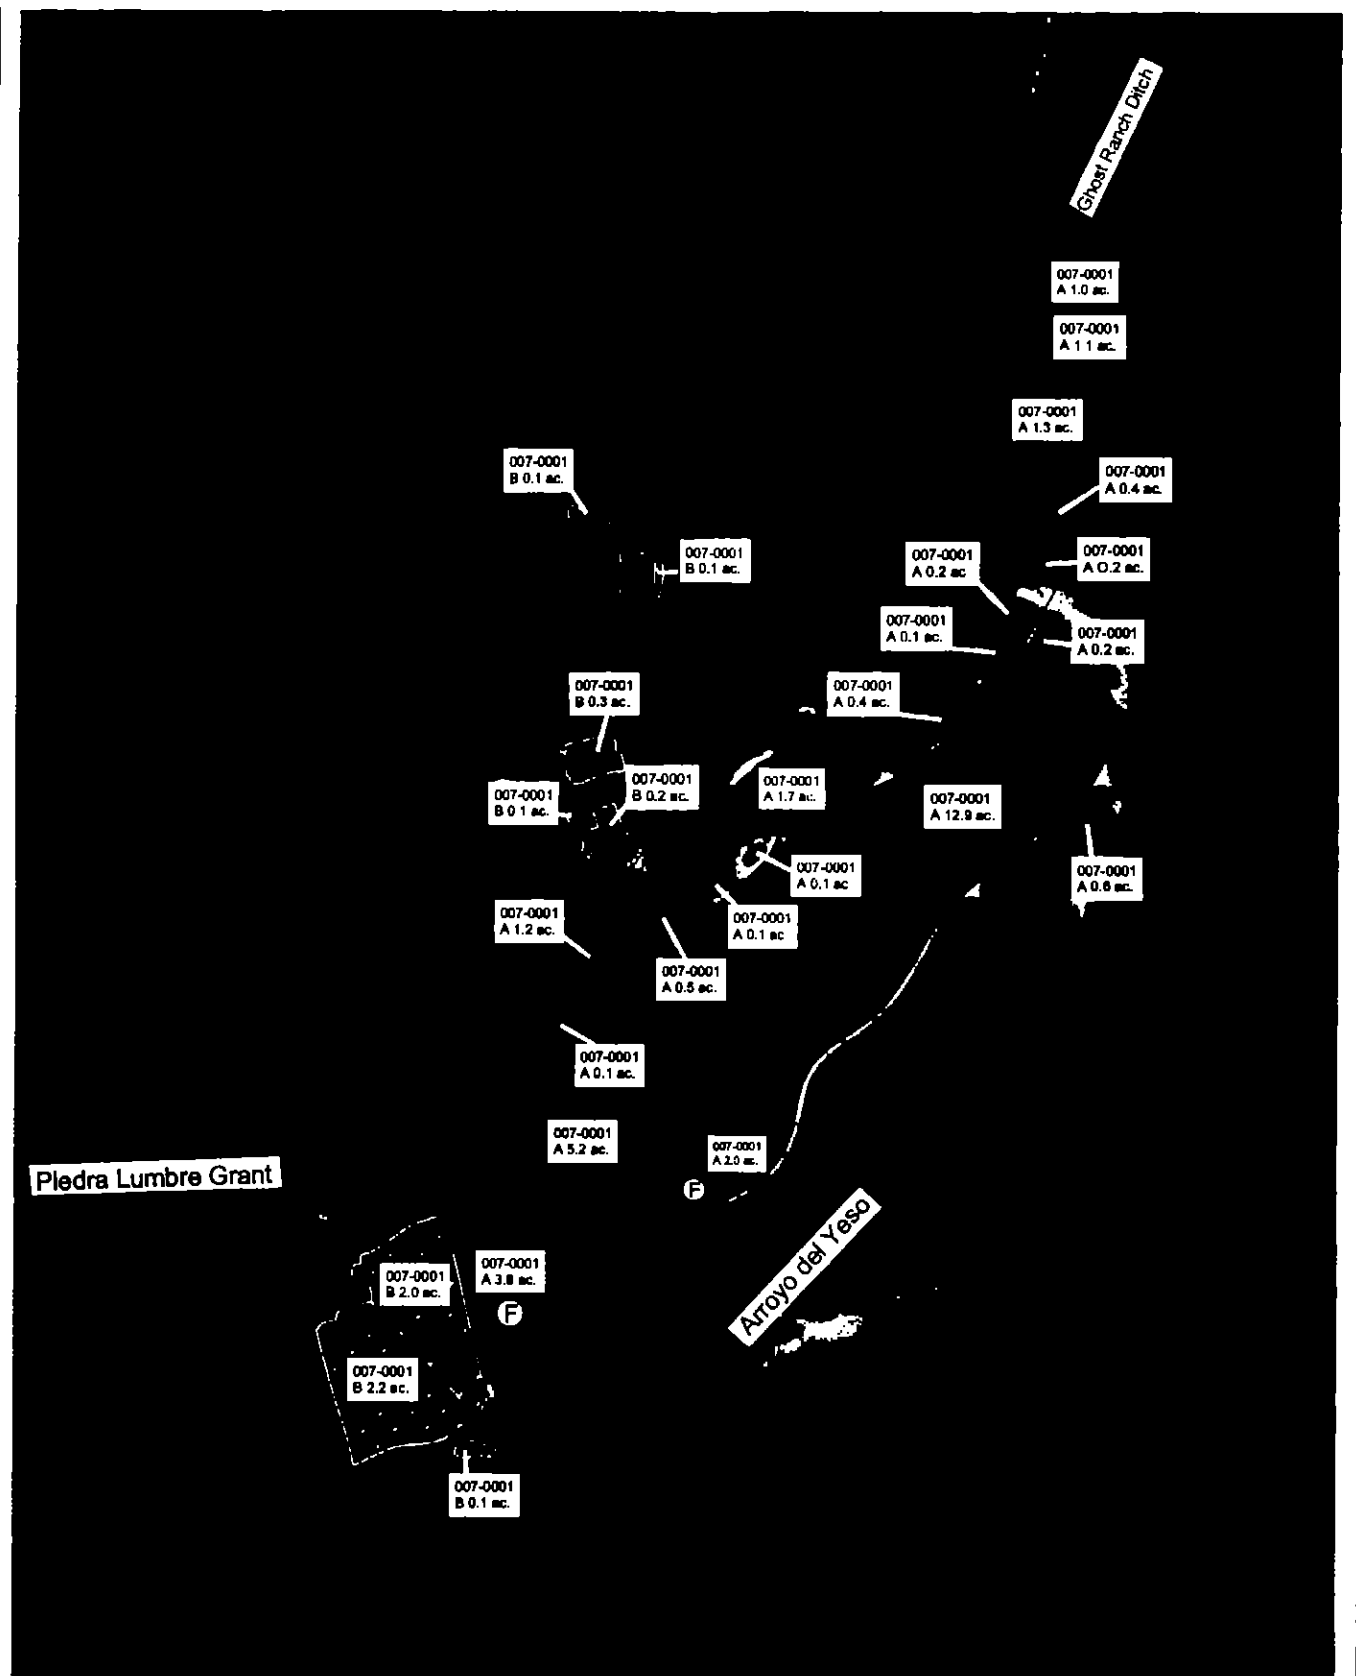 Ghost Ranch Ditch
007-0001
A 1.0 ac.
007-0001
A 1 1 ac.
007-0001
A 1.3 ac.
007-0001
B 0.1 ac.
007-0001
A 0.4 ac.
007-0001
B 0.1 ac.
007-0001
A 0.2 ac
007-0001
A 0.2 ac.
007-0001
A 0.1 ac.
007-0001
A 0.2 ac.
007-0001
B 0.3 ac.
007-0001
A 0.4 ac.
007-0001
B 0 1 ac.
007-0001
B 0.2 ac.
007-0001
A 1.7 ac.
007-0001
A 12.9 ac.
007-0001
A 0.1 ac
007-0001
A 0.6 ac.
007-0001
A 1.2 ac.
007-0001
A 0.1 ac
007-0001
A 0.5 ac.
007-0001
A 0.1 ac.
007-0001
A 5.2 ac.
007-0001
A 2.0 ac.
Piedra Lumbre Grant
F
Arroyo del Yeso
007-0001
B 2.0 ac.
007-0001
A 3.8 ac.
F
007-0001
B 2.2 ac.
007-0001
B 0.1 ac.